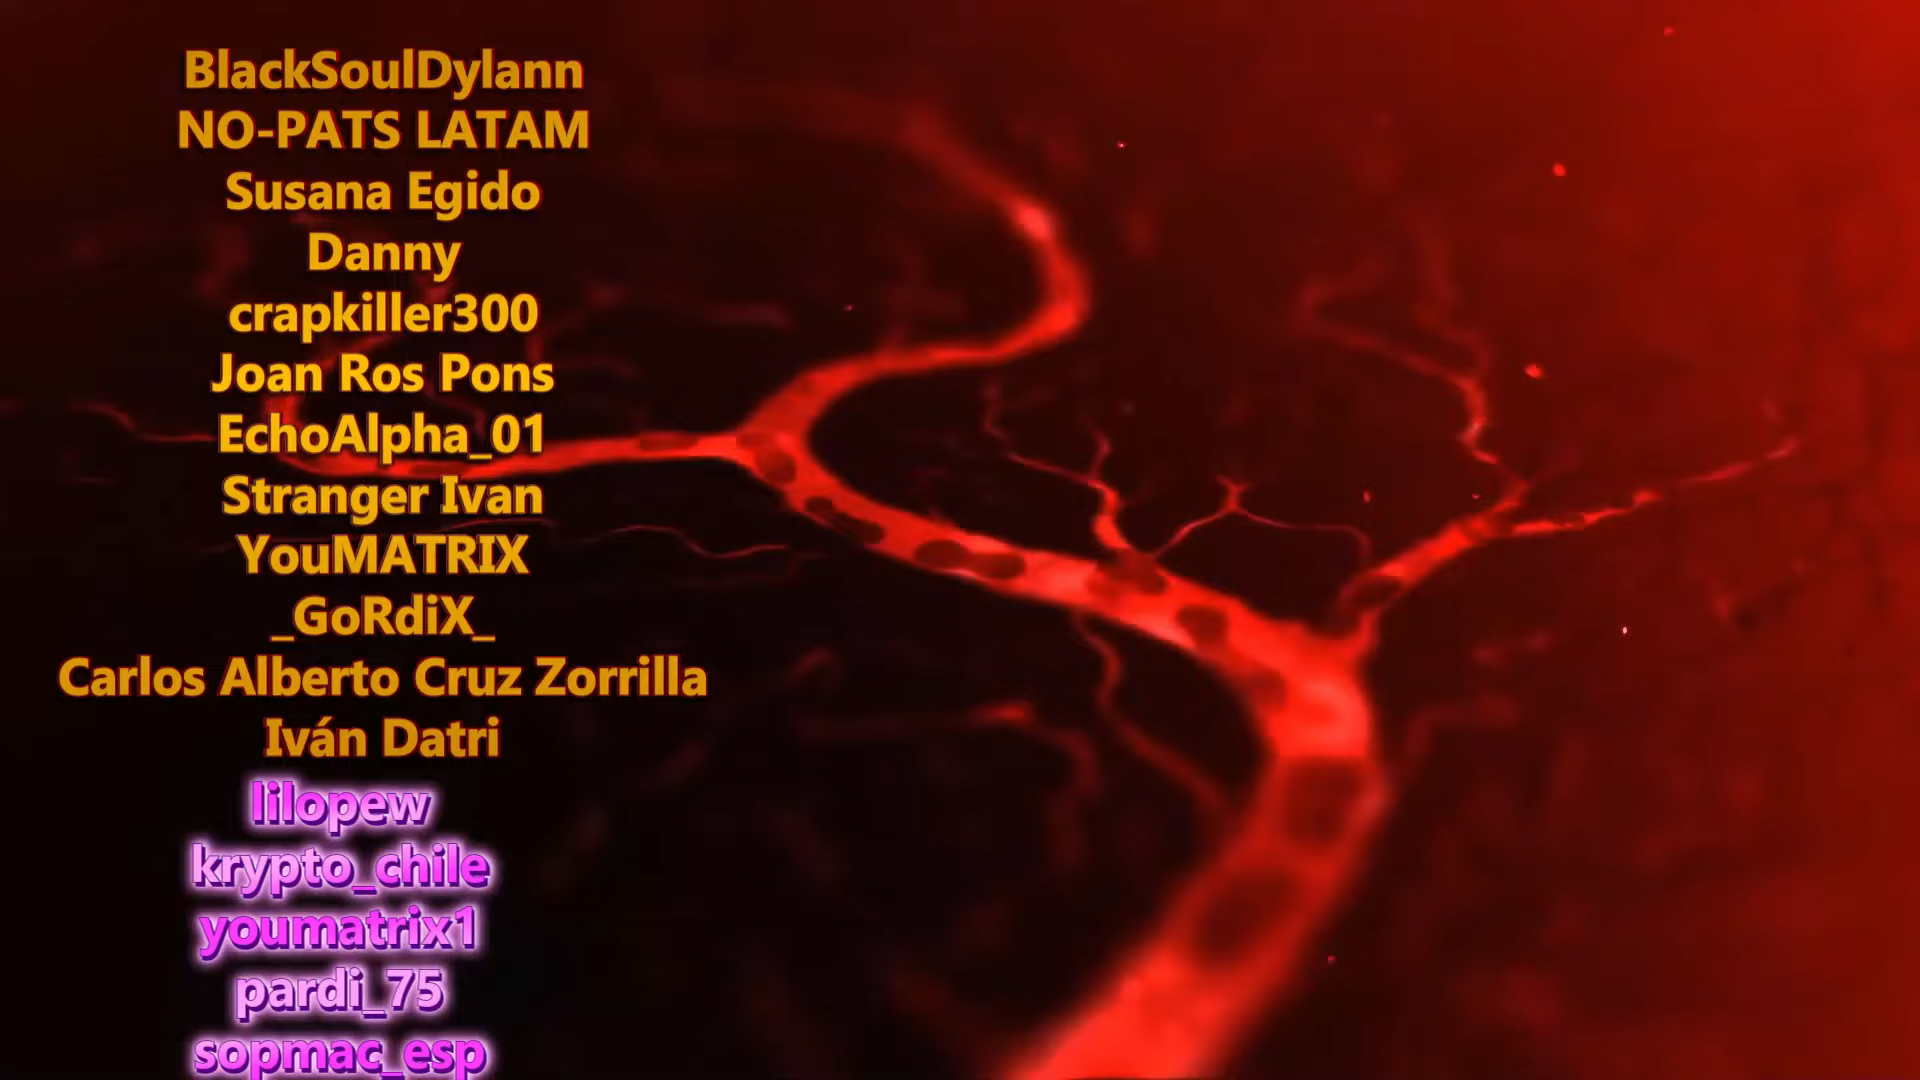 BlackSoulDylann
NO-PATS LATAM
Susana Egido
Danny
crapkiller300
Joan Ros Pons
EchoAlpha_01
Stranger Ivan
YouMATRIX
_GoRdiX_
Carlos Alberto Cruz Zorrilla
Iván Datri
lilopew
krypto_chile
youmatrix1
pardi_75
sopmac_esp